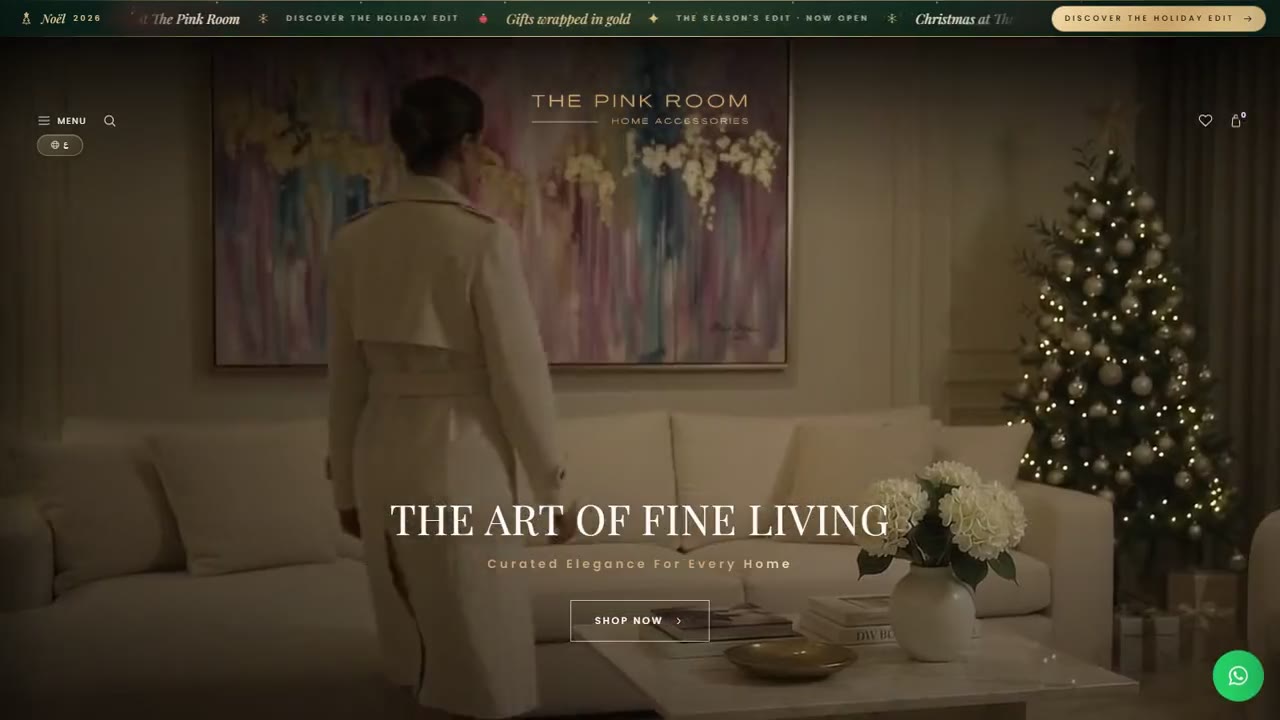 Noël 2026
The Pink Room
DISCOVER THE HOLIDAY EDIT
Gifts wrapped in gold
THE SEASON'S EDIT · NOW OPEN
Christmas at The
DISCOVER THE HOLIDAY EDIT →
THE PINK ROOM
HOME ACCESSORIES
MENU
0
ع
THE ART OF FINE LIVING
Curated Elegance For Every Home
SHOP NOW ›